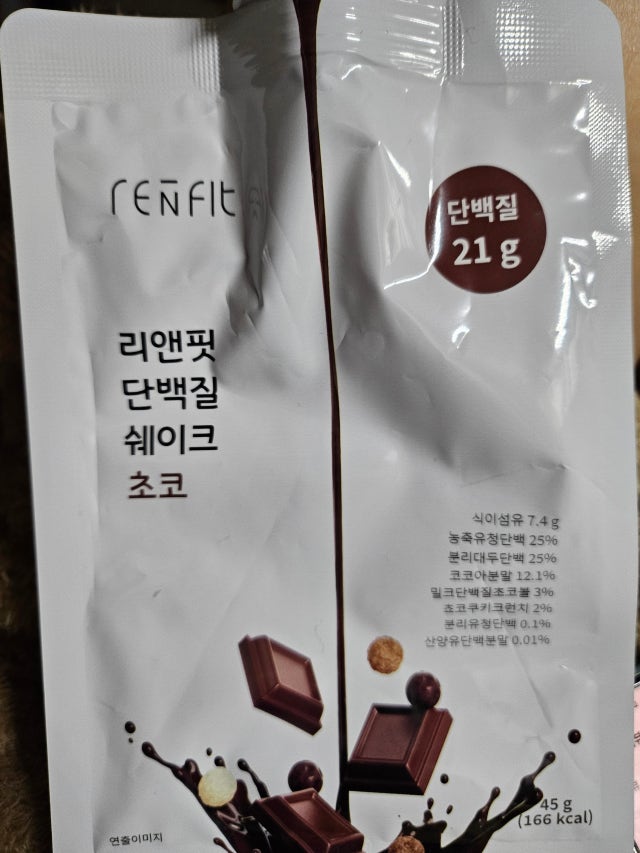 rENFIt
단백질
21 g
리앤핏
단백질
쉐이크
초코
식이섬유 7.4 g
농축유청단백 25%
분리대두단백 25%
코코아분말 12.1%
밀크단백질초코볼 3%
쵸코쿠키크런치 2%
분리유청단백 0.1%
산양유단백분말 0.01%
45 g
(166 kcal)
연출이미지